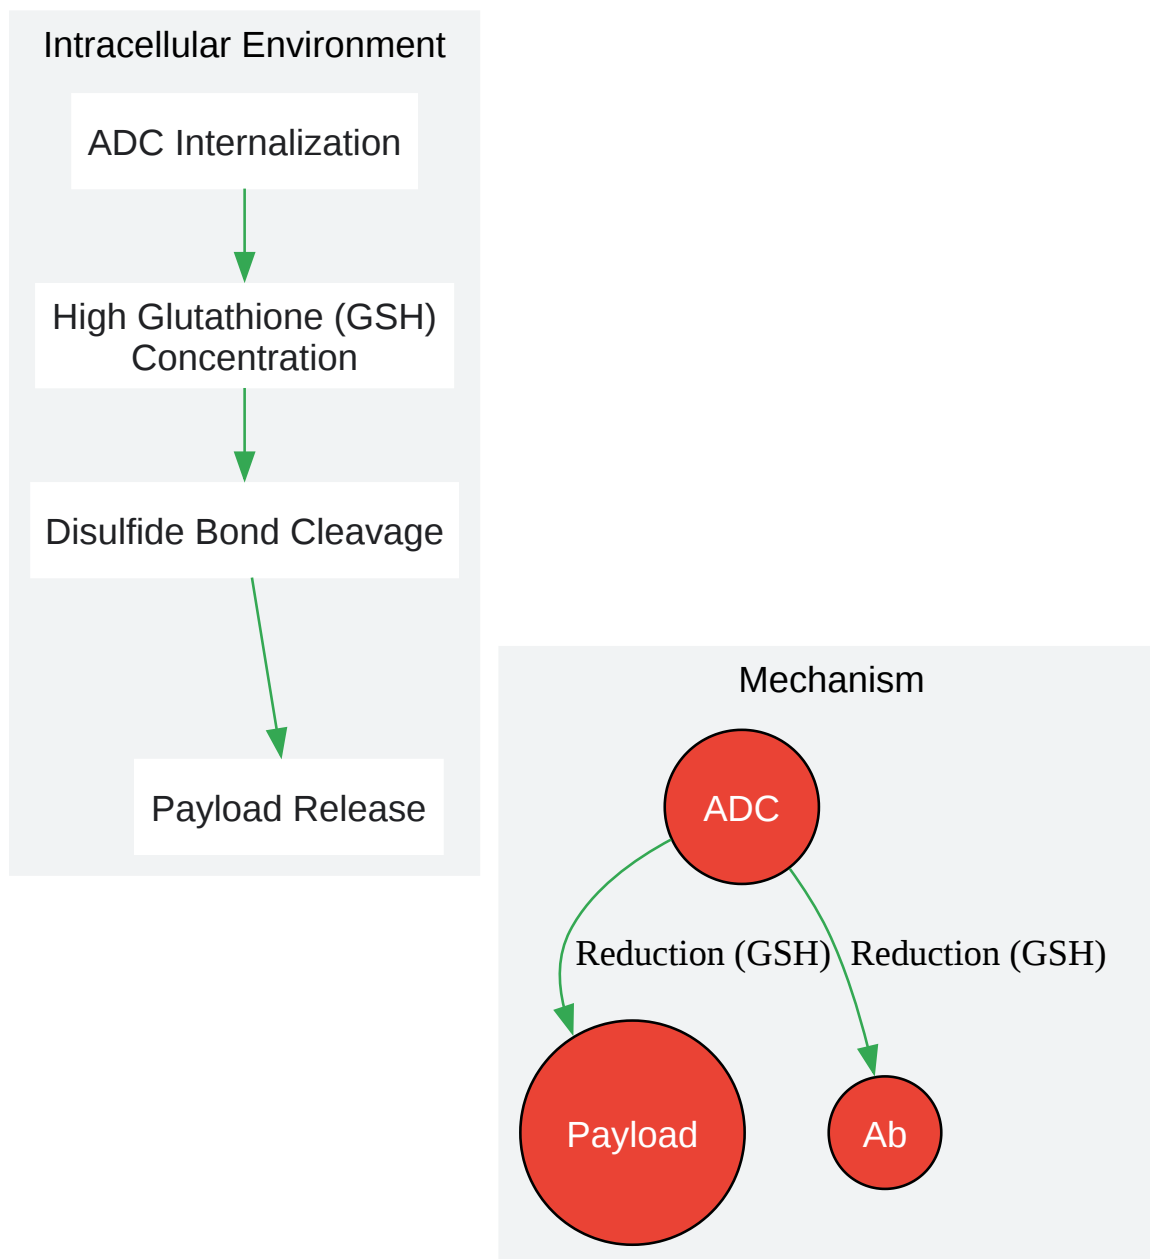 Intracellular Environment
ADC Internalization
High Glutathione (GSH)
Concentration
Disulfide Bond Cleavage
Payload Release
Mechanism
ADC
Reduction (GSH)
Reduction (GSH)
Payload
Ab